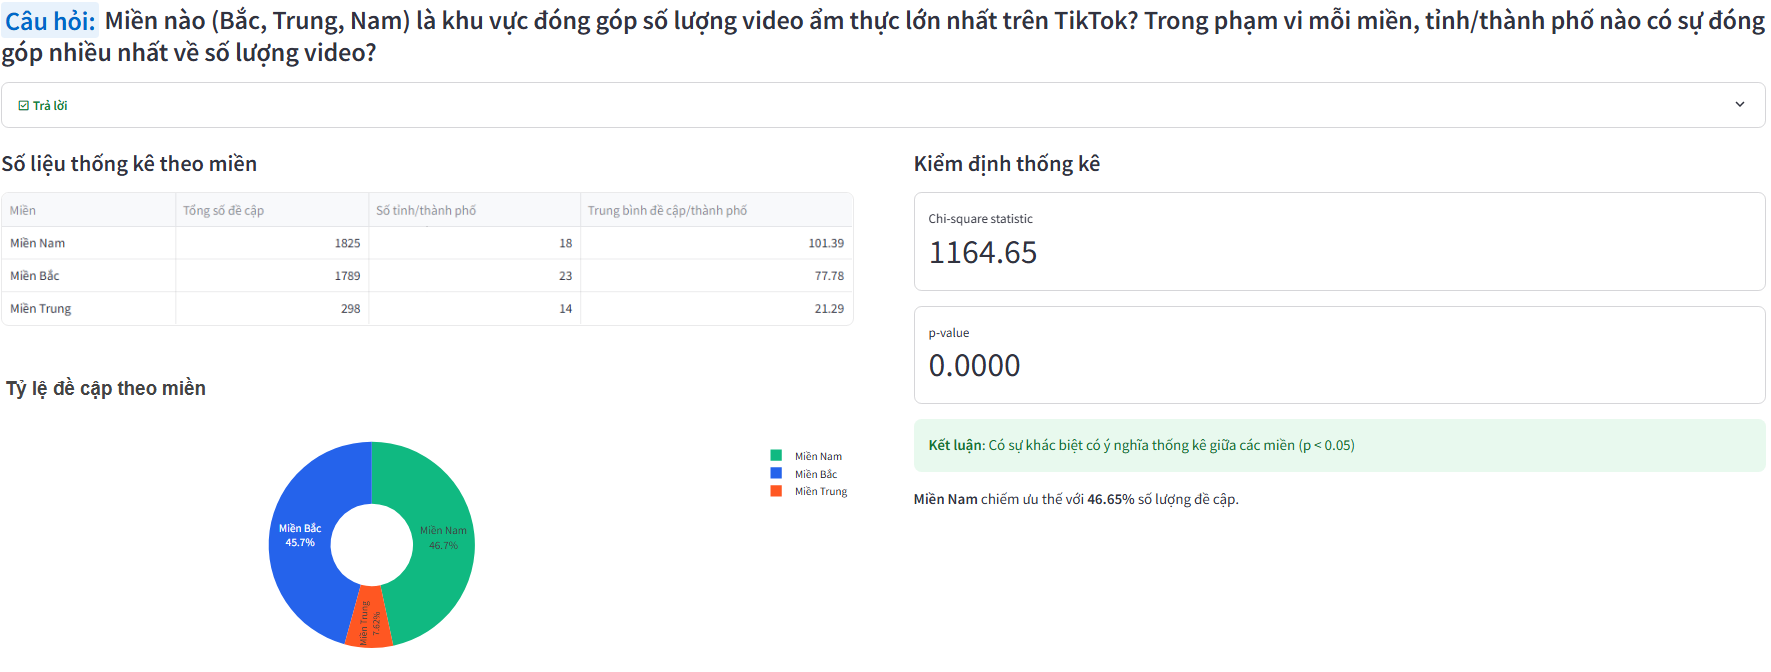 Câu hỏi: Miền nào (Bắc, Trung, Nam) là khu vực đóng góp số lượng video ẩm thực lớn nhất trên TikTok? Trong phạm vi mỗi miền, tỉnh/thành phố nào có sự đóng
góp nhiều nhất về số lượng video?
Trả lời
Số liệu thống kê theo miền
Miền Tổng số đề cập Số tỉnh/thành phố Trung bình đề cập/thành phố
Miền Nam 1825 18 101.39
Miền Bắc 1789 23 77.78
Miền Trung 298 14 21.29
Tỷ lệ đề cập theo miền
Miền Nam
Miền Bắc
Miền Trung
Miền Bắc
45.7%
Miền Nam
46.7%
Miền Trung
7.62%
Kiểm định thống kê
Chi-square statistic
1164.65
p-value
0.0000
Kết luận: Có sự khác biệt có ý nghĩa thống kê giữa các miền (p < 0.05)
Miền Nam chiếm ưu thế với 46.65% số lượng đề cập.